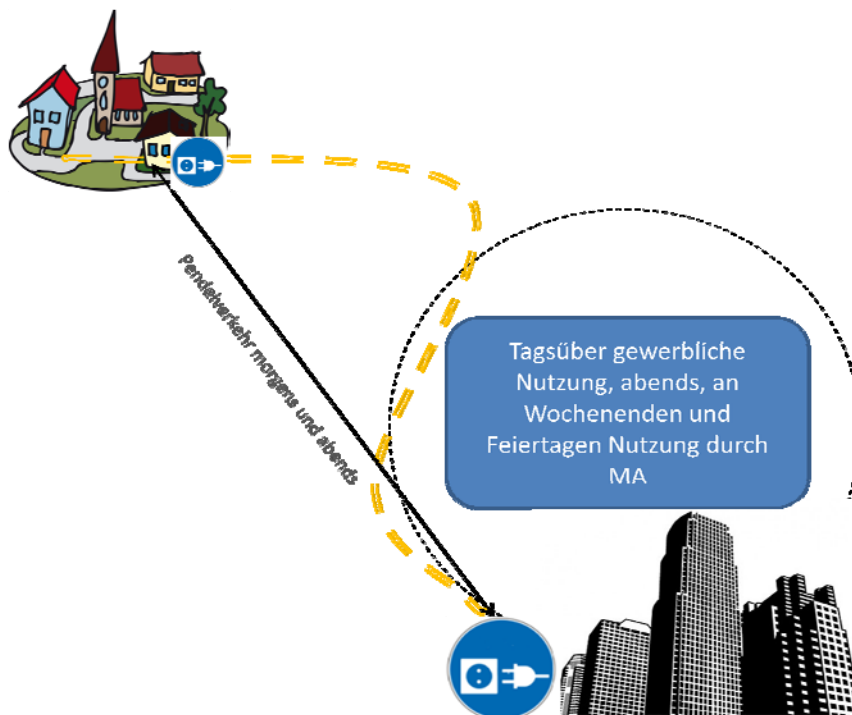 Pendelverkehr morgens und abends
Tagsüber gewerbliche
Nutzung, abends, an
Wochenenden und
Feiertagen Nutzung durch
MA